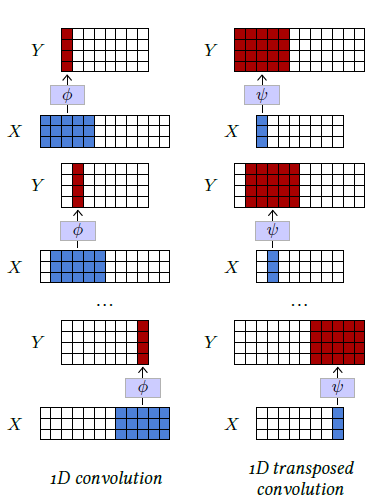 Y Y
ϕ ψ
X X
Y Y
ϕ ψ
X X
... ...
Y Y
ϕ ψ
X X
1D convolution 1D transposed
convolution